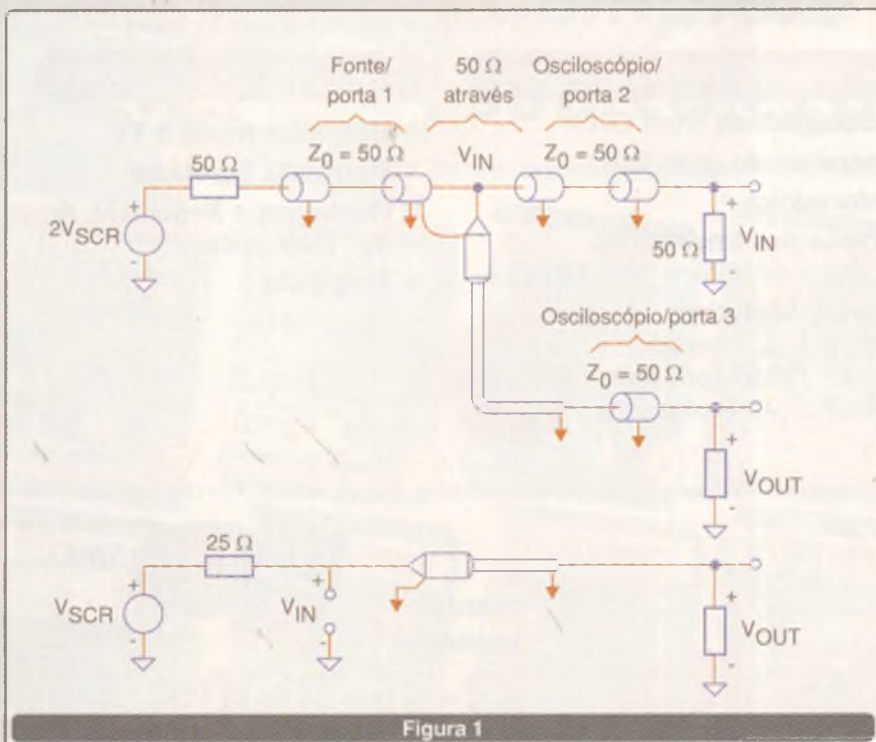 Fonte/
porta 1
50 Ω
através
Osciloscópio/
porta 2
50 Ω
Z0 = 50 Ω
VIN
Z0 = 50 Ω
+
2VSCR
-
+
50 Ω
VIN
-
Osciloscópio/porta 3
Z0 = 50 Ω
+
VOUT
-
25 Ω
+
VSCR
-
+
VIN
-
+
VOUT
-
Figura 1